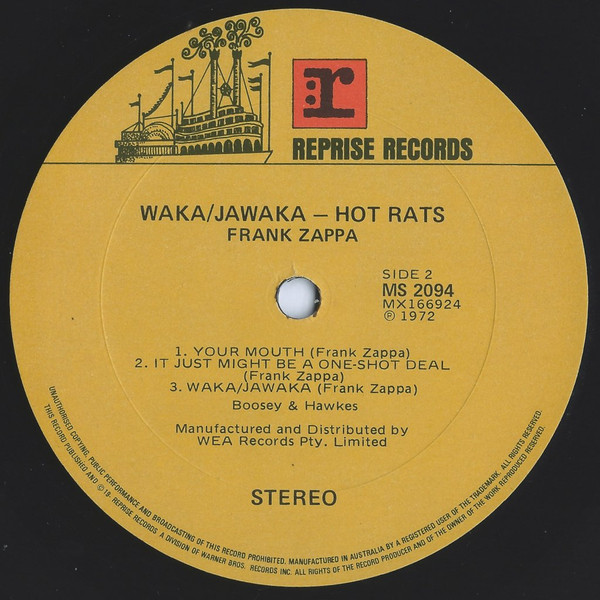 r
REPRISE RECORDS
WAKA/JAWAKA – HOT RATS
FRANK ZAPPA
SIDE 2
MS 2094
MX166924
℗ 1972
1. YOUR MOUTH (Frank Zappa)
2. IT JUST MIGHT BE A ONE-SHOT DEAL
(Frank Zappa)
3. WAKA/JAWAKA (Frank Zappa)
Boosey & Hawkes
Manufactured and Distributed by
WEA Records Pty. Limited
STEREO
UNAUTHORISED COPYING, PUBLIC PERFORMANCE AND BROADCASTING OF THIS RECORD PROHIBITED. MANUFACTURED IN AUSTRALIA BY A REGISTERED USER OF THE TRADEMARK. ALL RIGHTS RESERVED.
THIS RECORD PUBLISHED AND REPRISE RECORDS A DIVISION OF WARNER BROS. RECORDS INC. ALL RIGHTS OF THE RECORD PRODUCER AND OF THE OWNER OF THE WORK REPRODUCED RESERVED.